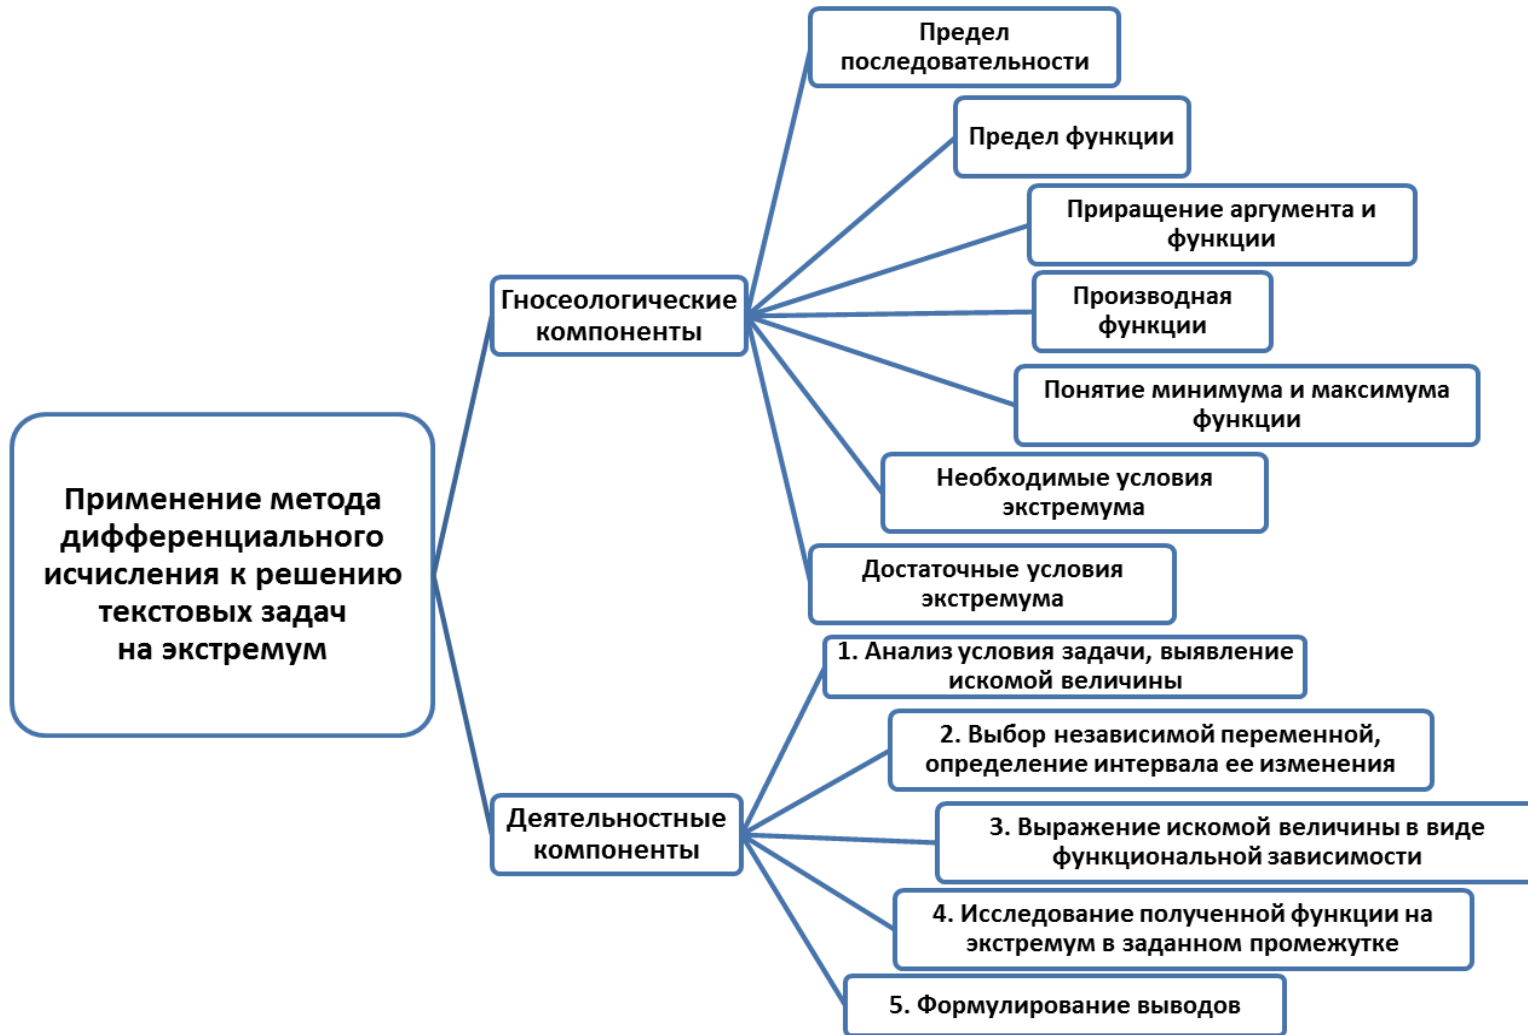 Применение метода
дифференциального
исчисления к решению
текстовых задач
на экстремум
Гносеологические
компоненты
Предел
последовательности
Предел функции
Приращение аргумента и
функции
Производная
функции
Понятие минимума и максимума
функции
Необходимые условия
экстремума
Достаточные условия
экстремума
Деятельностные
компоненты
1. Анализ условия задачи, выявление
искомой величины
2. Выбор независимой переменной,
определение интервала ее изменения
3. Выражение искомой величины в виде
функциональной зависимости
4. Исследование полученной функции на
экстремум в заданном промежутке
5. Формулирование выводов